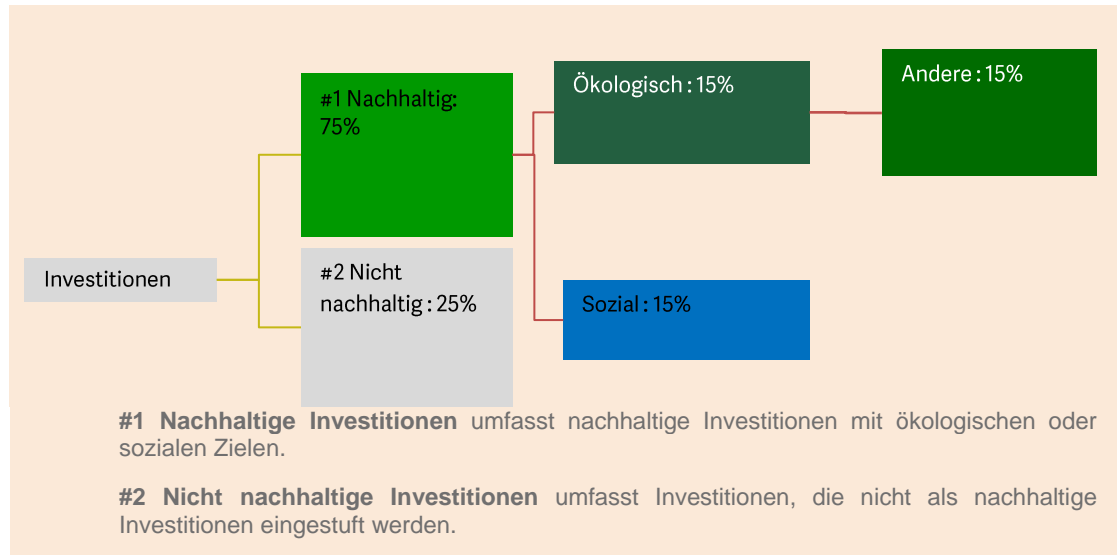 #1 Nachhaltig:
75%
Ökologisch : 15%
Andere : 15%
Investitionen
#2 Nicht
nachhaltig : 25%
Sozial : 15%
#1 Nachhaltige Investitionen umfasst nachhaltige Investitionen mit ökologischen oder
sozialen Zielen.
#2 Nicht nachhaltige Investitionen umfasst Investitionen, die nicht als nachhaltige
Investitionen eingestuft werden.